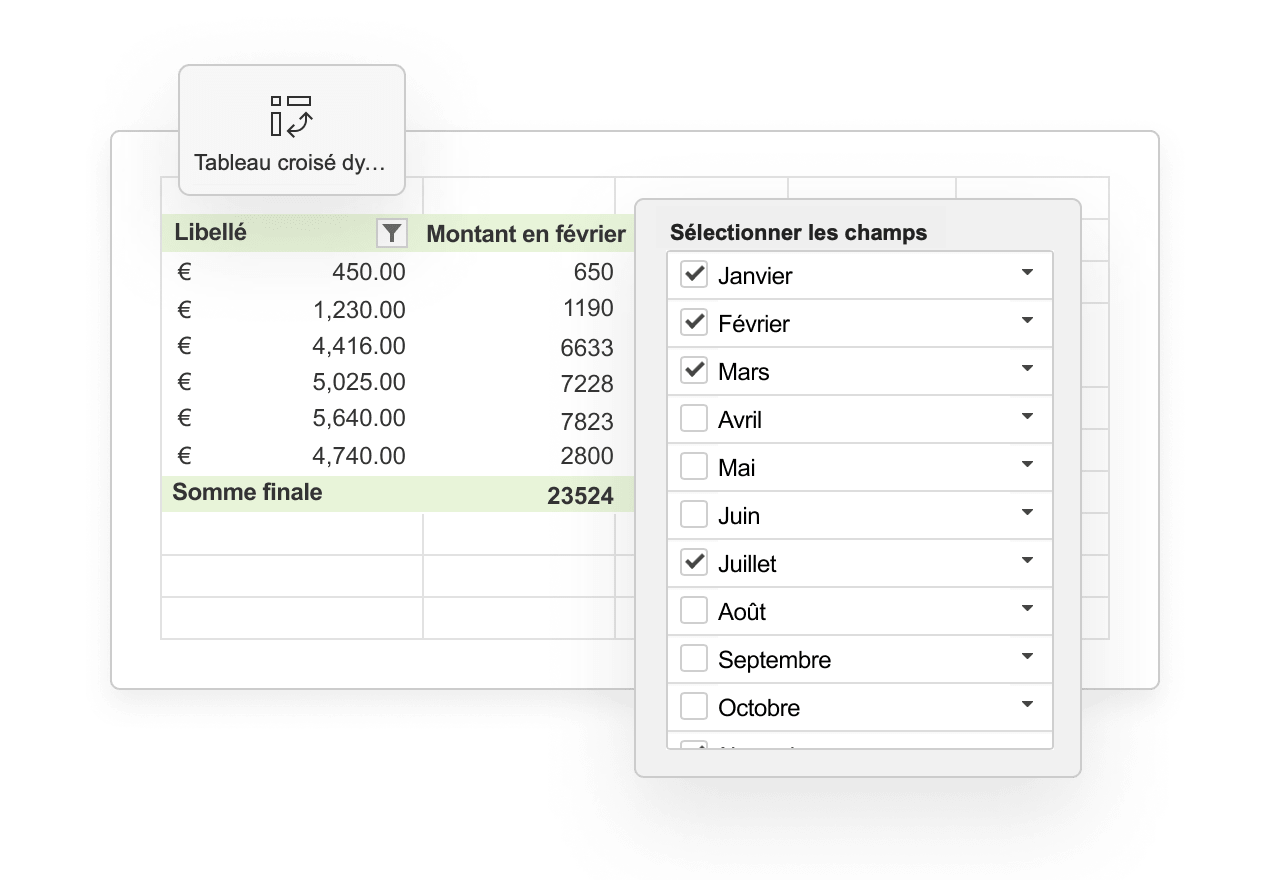 Tableau croisé dy...
Libellé Montant en février
€ 450.00 650
€ 1,230.00 1190
€ 4,416.00 6633
€ 5,025.00 7228
€ 5,640.00 7823
€ 4,740.00 2800
Somme finale 23524
Sélectionner les champs
Janvier
Février
Mars
Avril
Mai
Juin
Juillet
Août
Septembre
Octobre